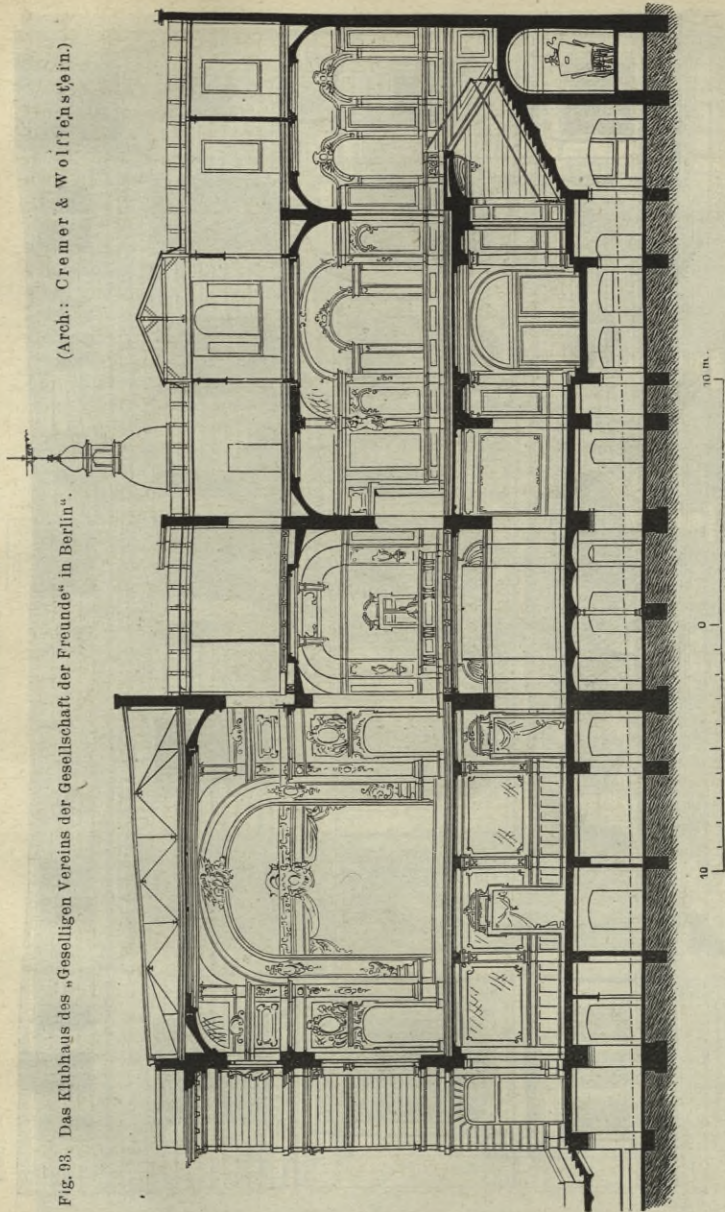 Fig. 93. Das Klubhaus des „Geselligen Vereins der Gesellschaft der Freunde“ in Berlin“.
(Arch.: Cremer & Wolffenstein.)
10 0 10 m.